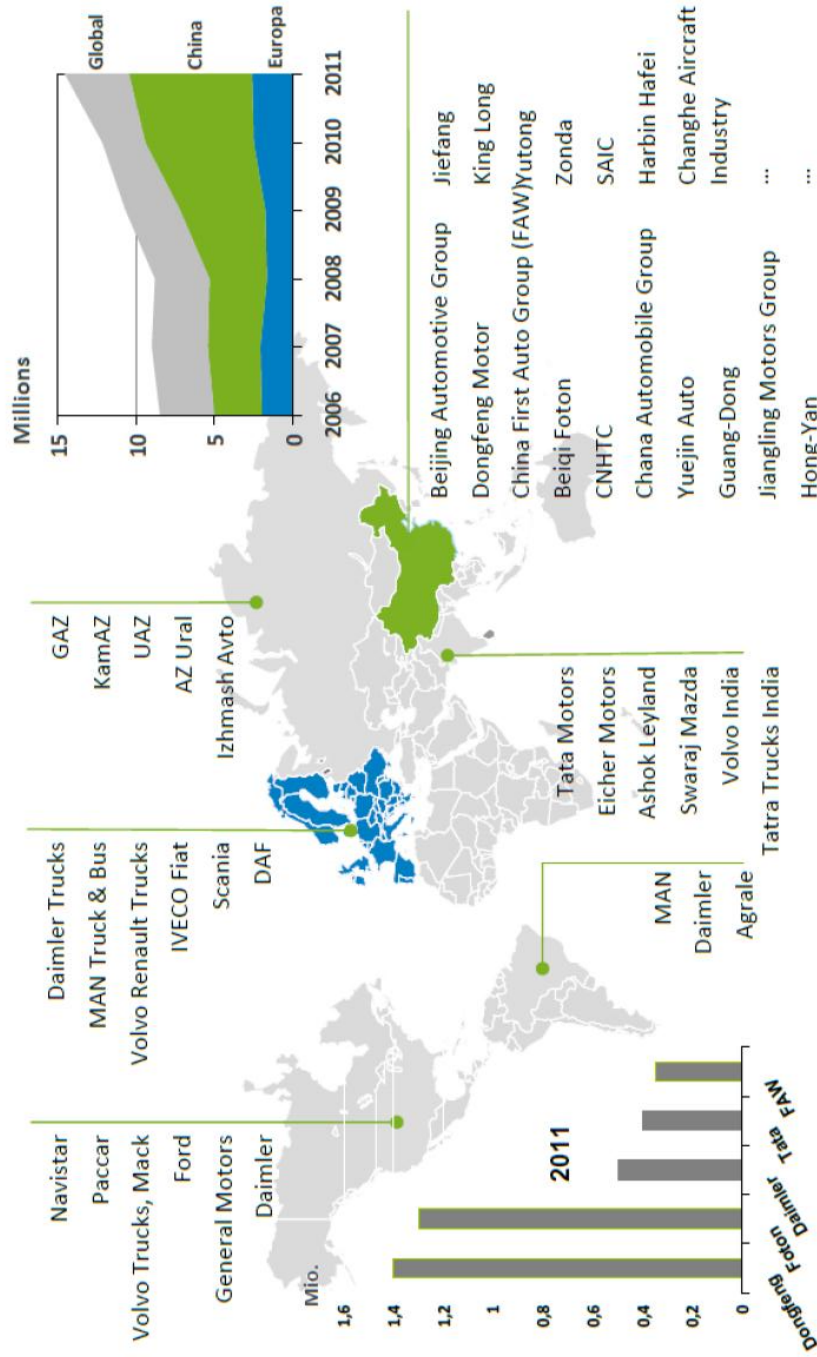 Navistar
Paccar
Volvo Trucks, Mack
Ford
General Motors
Daimler
Daimler Trucks
MAN Truck & Bus
Volvo Renault Trucks
IVECO Fiat
Scania
DAF
GAZ
KamAZ
UAZ
AZ Ural
Izhmash Avto
Millions
15
10
5
0
2006
2007
2008
2009
2010
2011
Global
China
Europa
Mio.
1,6
1,4
1,2
1
0,8
0,6
0,4
0,2
0
2011
Dongfeng
Foton
Daimler
Tata
FAW
MAN
Daimler
Agrale
Tata Motors
Eicher Motors
Ashok Leyland
Swaraj Mazda
Volvo India
Tatra Trucks India
Beijing Automotive Group
Dongfeng Motor
China First Auto Group (FAW)
Beiqi Foton
CNHTC
Chana Automobile Group
Yuejin Auto
Guang-Dong
Jiangling Motors Group
Hong-Yan
Jiefang
King Long
Yutong
Zonda
SAIC
Harbin Hafei
Changhe Aircraft
Industry
...
...